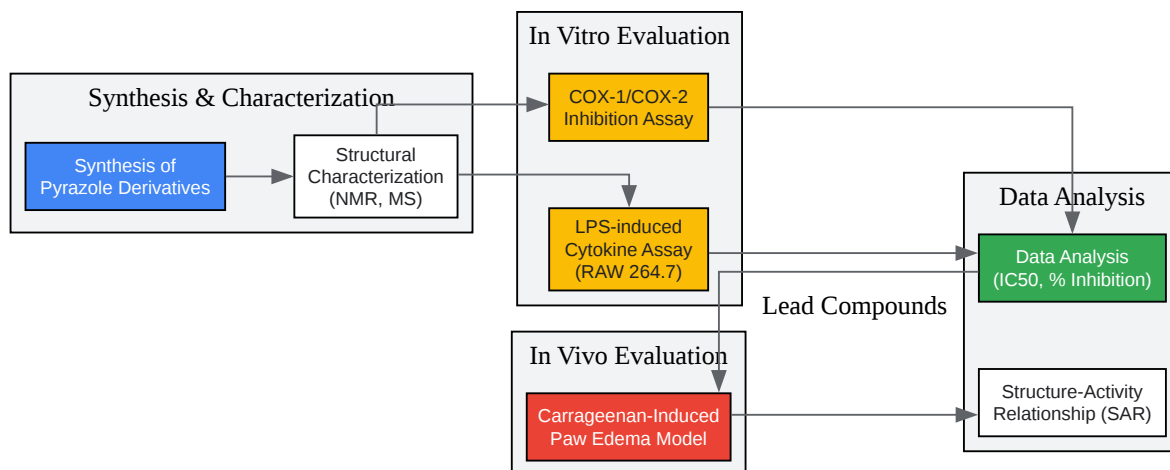 Synthesis & Characterization
Synthesis of
Pyrazole Derivatives
Structural
Characterization
(NMR, MS)
In Vitro Evaluation
COX-1/COX-2
Inhibition Assay
LPS-induced
Cytokine Assay
(RAW 264.7)
Data Analysis
Data Analysis
(IC50, % Inhibition)
Lead Compounds
In Vivo Evaluation
Carrageenan-Induced
Paw Edema Model
Structure-Activity
Relationship (SAR)